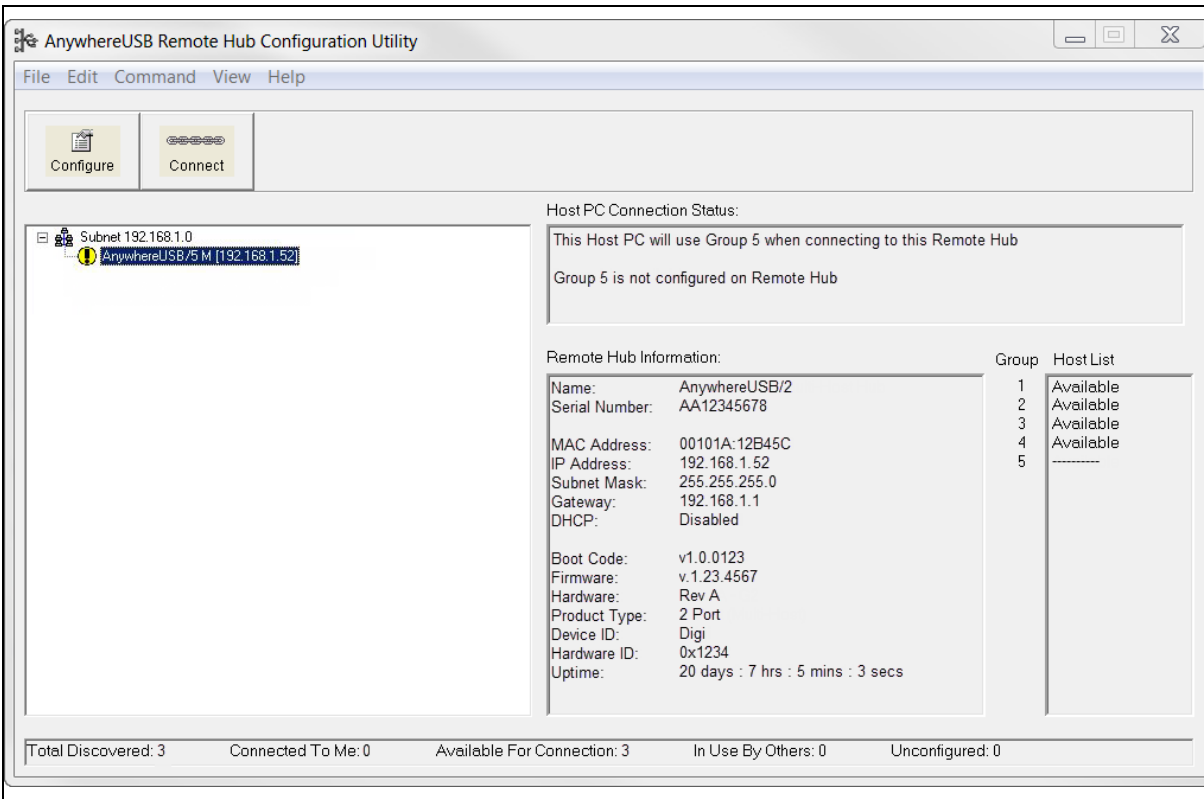 AnywhereUSB Remote Hub Configuration Utility
File Edit Command View Help
Configure Connect
Subnet 192.168.1.0
AnywhereUSB/5 M [192.168.1.52]
Host PC Connection Status:
This Host PC will use Group 5 when connecting to this Remote Hub
Group 5 is not configured on Remote Hub
Remote Hub Information:
Name: AnywhereUSB/2
Serial Number: AA12345678
MAC Address: 00101A:12B45C
IP Address: 192.168.1.52
Subnet Mask: 255.255.255.0
Gateway: 192.168.1.1
DHCP: Disabled
Boot Code: v1.0.0123
Firmware: v.1.23.4567
Hardware: Rev A
Product Type: 2 Port
Device ID: Digi
Hardware ID: 0x1234
Uptime: 20 days : 7 hrs : 5 mins : 3 secs
Group Host List
1 Available
2 Available
3 Available
4 Available
5 ----------
Total Discovered: 3 Connected To Me: 0 Available For Connection: 3 In Use By Others: 0 Unconfigured: 0